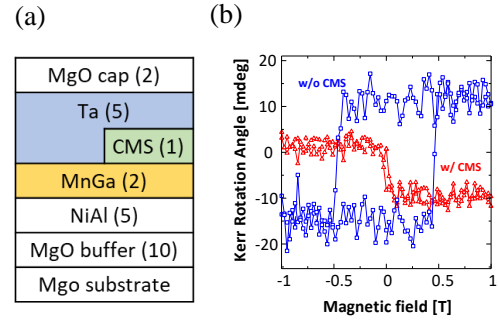 (a)
MgO cap (2)
Ta (5)
CMS (1)
MnGa (2)
NiAl (5)
MgO buffer (10)
Mgo substrate
(b)
Kerr Rotation Angle [mdeg]
20
10
0
-10
-20
w/o CMS
w/ CMS
-1
-0.5
0
0.5
1
Magnetic field [T]